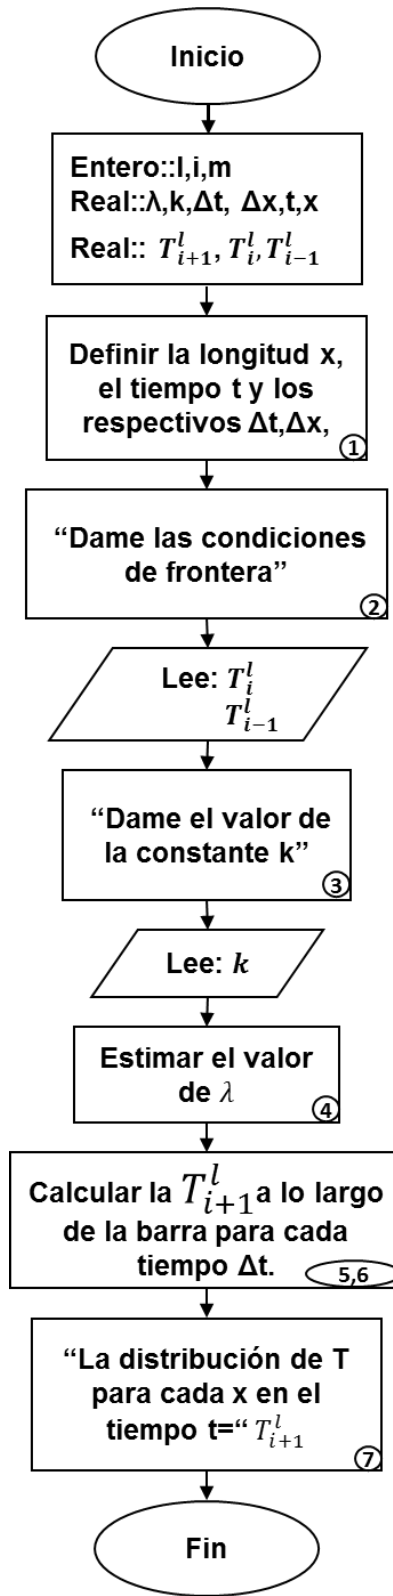 Inicio
Entero::l,i,m
Real::λ,k,Δt, Δx,t,x
Real:: $T_{i+1}^{l}, T_{i}^{l}, T_{i-1}^{l}$
Definir la longitud x,
el tiempo t y los
respectivos Δt,Δx,
1
“Dame las condiciones
de frontera”
2
Lee: $T_{i}^{l}$
$T_{i-1}^{l}$
3
“Dame el valor de
la constante k”
Lee: k
Estimar el valor
de λ
4
Calcular la $T_{i+1}^{l}$ a lo largo
de la barra para cada
tiempo Δt.
5,6
“La distribución de T
para cada x en el
tiempo t=“ $T_{i+1}^{l}$
7
Fin